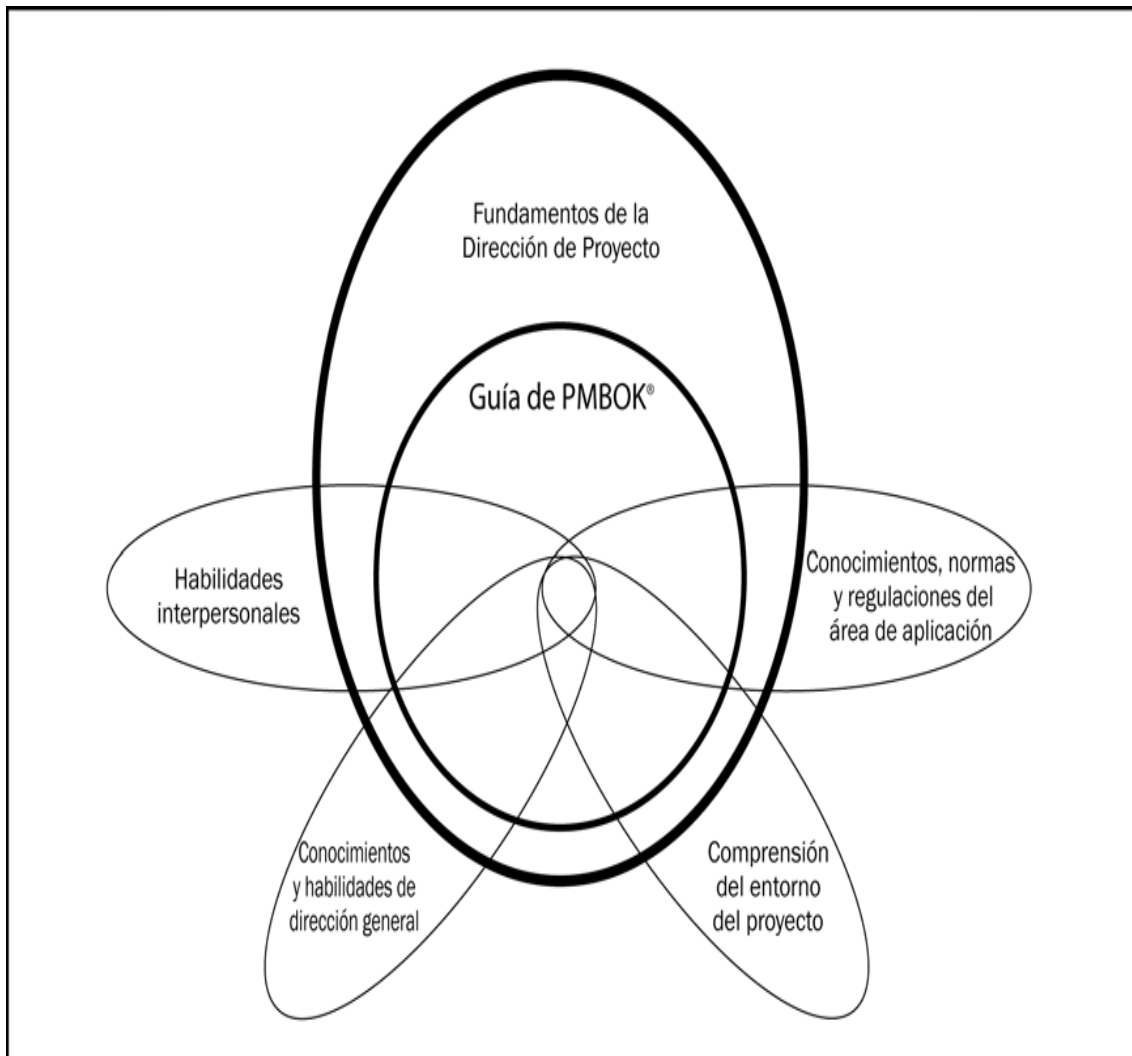 Fundamentos de la
Dirección de Proyecto
Guía de PMBOK®
Habilidades
interpersonales
Conocimientos, normas
y regulaciones del
área de aplicación
Conocimientos
y habilidades de
dirección general
Comprensión
del entorno
del proyecto